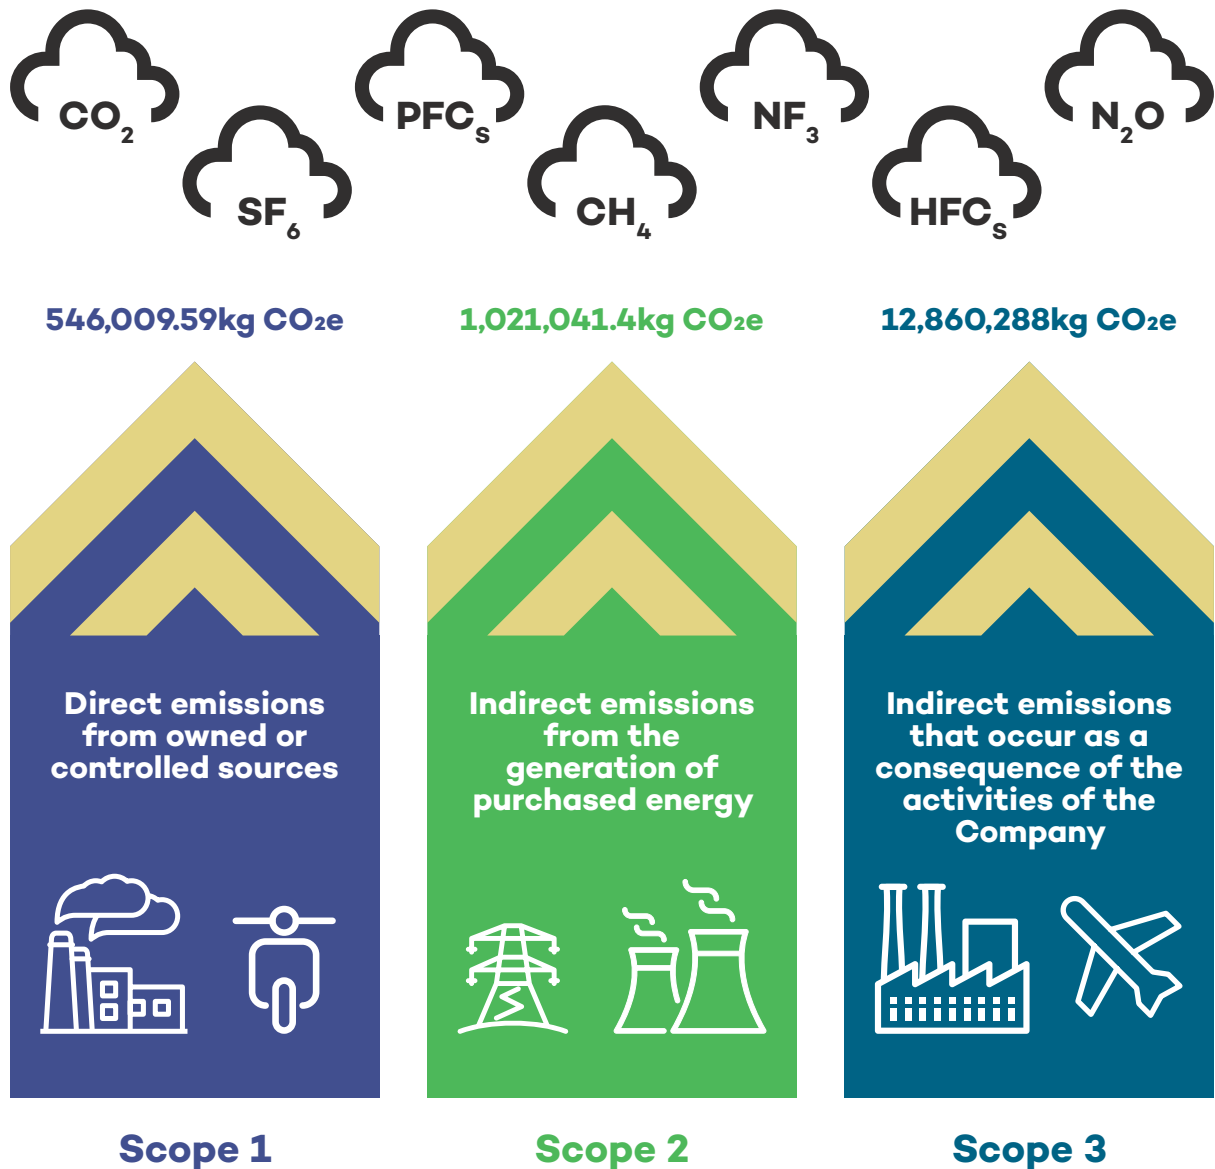 CO₂
PFCₛ
NF₃
N₂O
SF₆
CH₄
HFCₛ
546,009.59kg CO₂e
1,021,041.4kg CO₂e
12,860,288kg CO₂e
Direct emissions
from owned or
controlled sources
Indirect emissions
from the
generation of
purchased energy
Indirect emissions
that occur as a
consequence of the
activities of the
Company
Scope 1
Scope 2
Scope 3